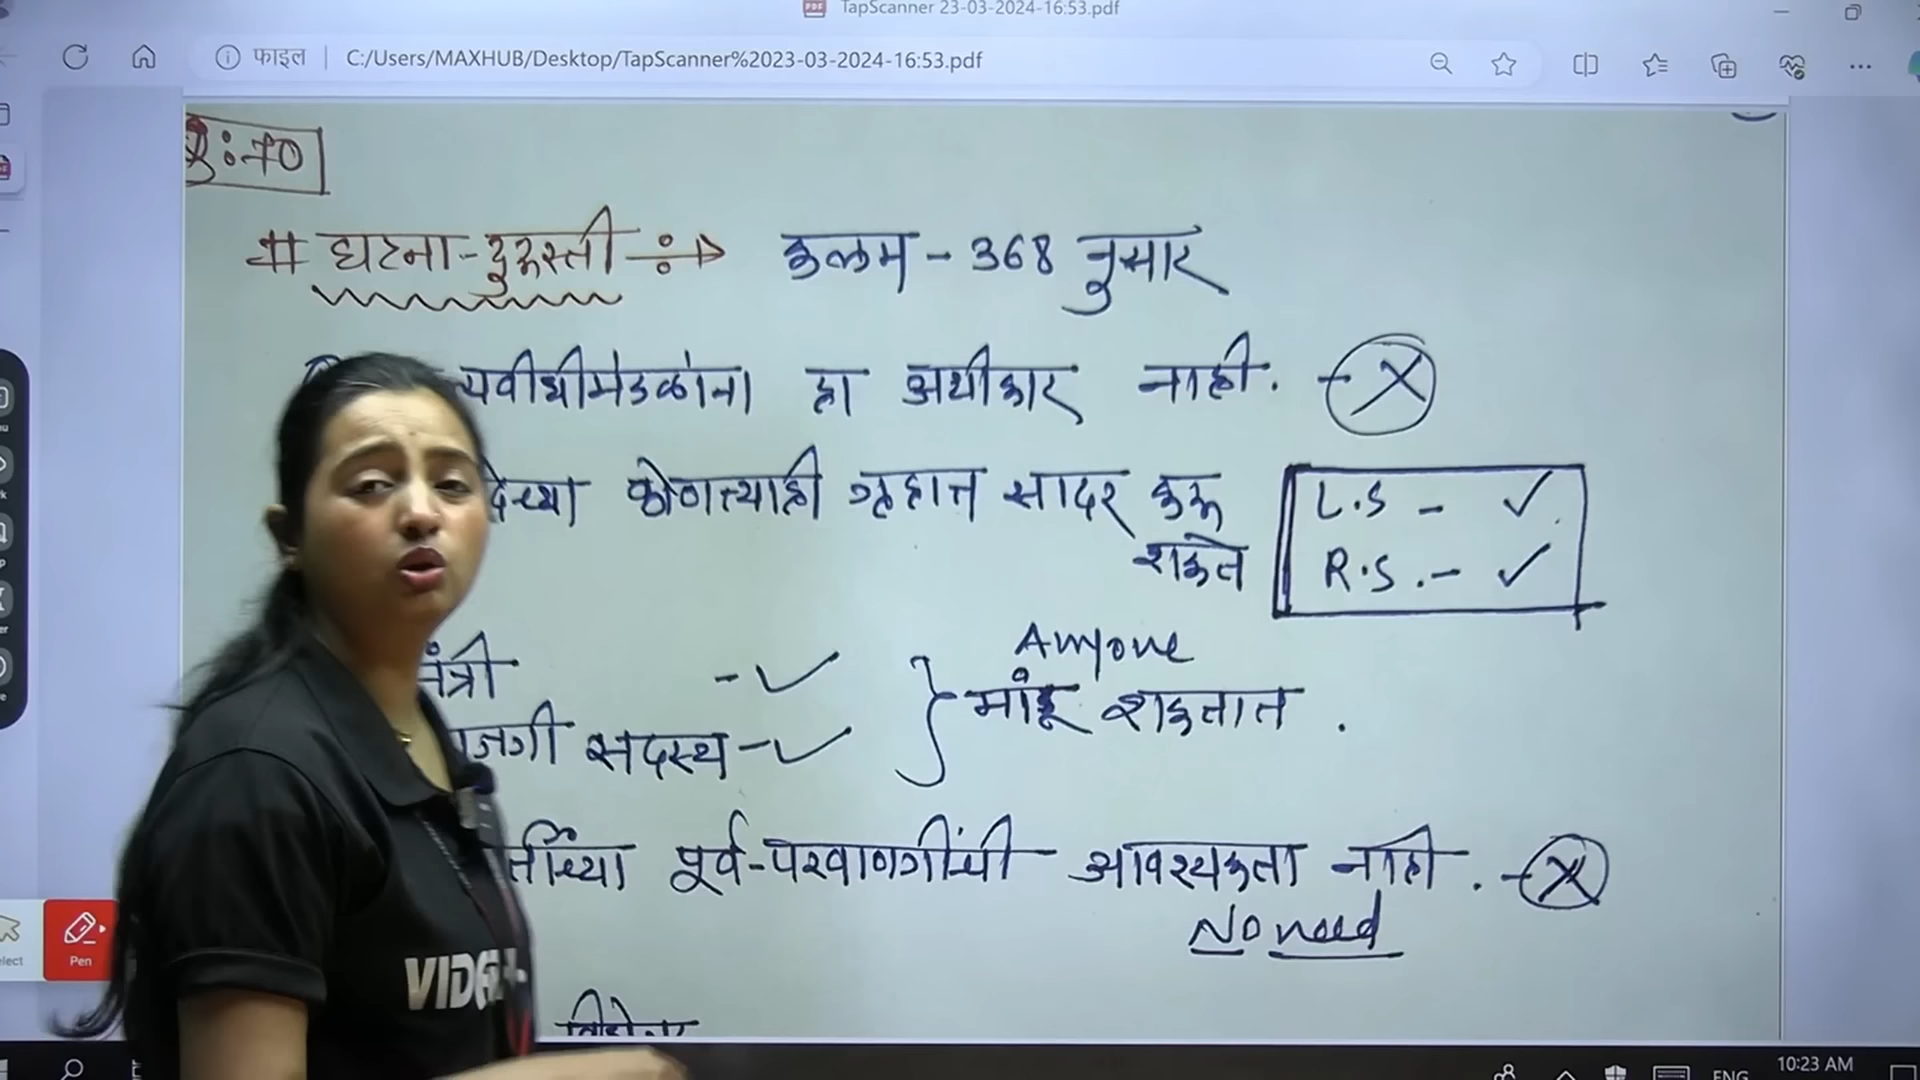 TapScanner 23-03-2024-16:53.pdf
फाइल | C:/Users/MAXHUB/Desktop/TapScanner%2023-03-2024-16:53.pdf
:70
# घटना-दुरुस्ती ÷→ कलम - 368 नुसार
यवीधीमंडळांना हा अधीकार नाही. - X
देच्या कोणत्याही गृहात सादर करू
शकते
L.S - ✓
R.S. - ✓
मंत्री - ✓
Anyone
ाजगी सदस्य - ✓ } मांडू शकतात.
तींच्या पूर्व-परवानगीची आवश्यकता नाही. - X
No need
Pen
ENG
10:23 AM